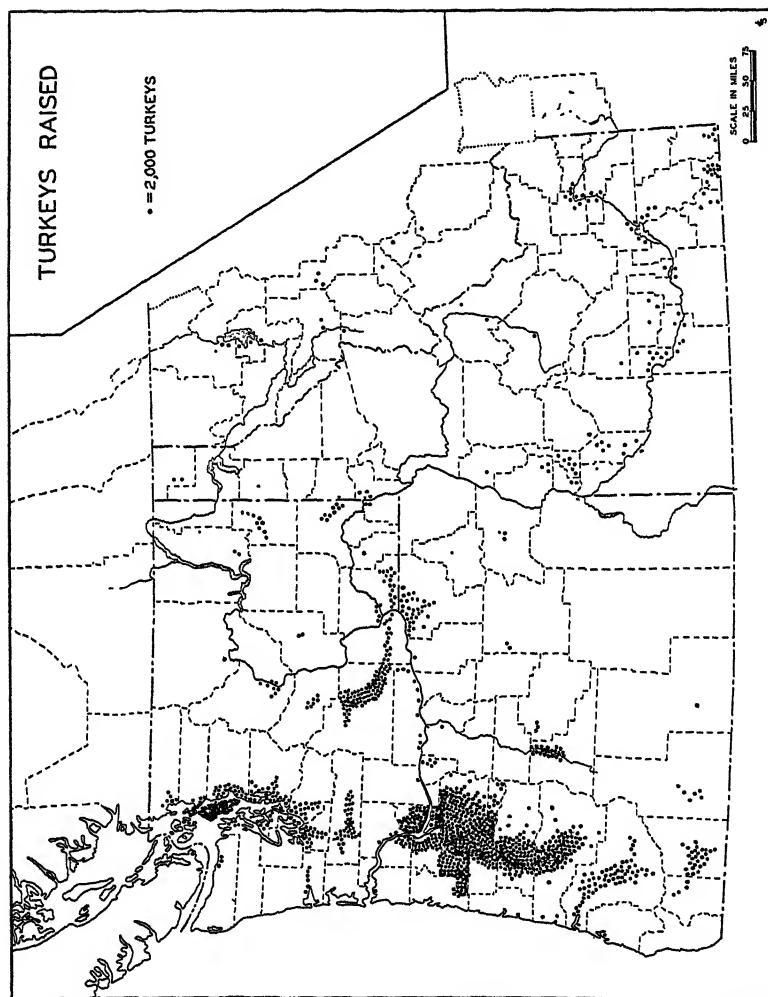 TURKEYS RAISED
• = 2,000 TURKEYS
SCALE IN MILES
0 25 50 75